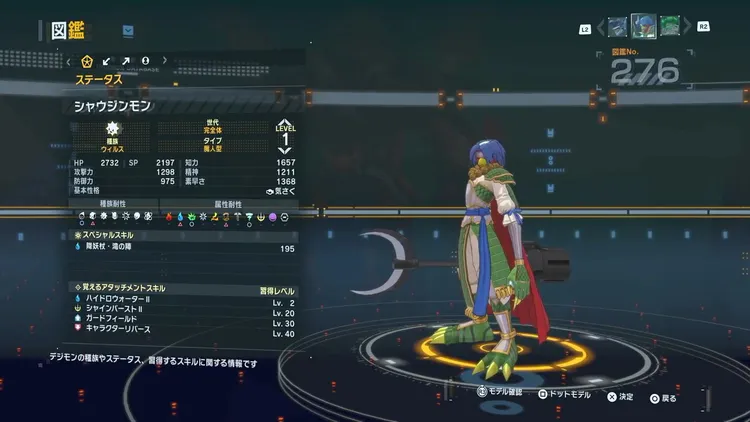 図鑑
L2
R2
図鑑No.
276
ステータス
シャウジンモン
種族
ウイルス
世代
完全体
タイプ
魔人型
LEVEL
1
HP 2732 SP 2197 知力 1657
攻撃力 1298 精神 1211
防御力 975 素早さ 1368
基本性格 気さく
種族耐性 属性耐性
スペシャルスキル
降妖杖・滝の陣 195
覚えるアタッチメントスキル 習得レベル
ハイドロウォーターⅡ Lv. 2
シャインバーストⅡ Lv. 20
ガードフィールド Lv. 30
キャラクターリバース Lv. 40
デジモンの種族やステータス、習得するスキルに関する情報です
モデル確認 ドットモデル 決定 戻る